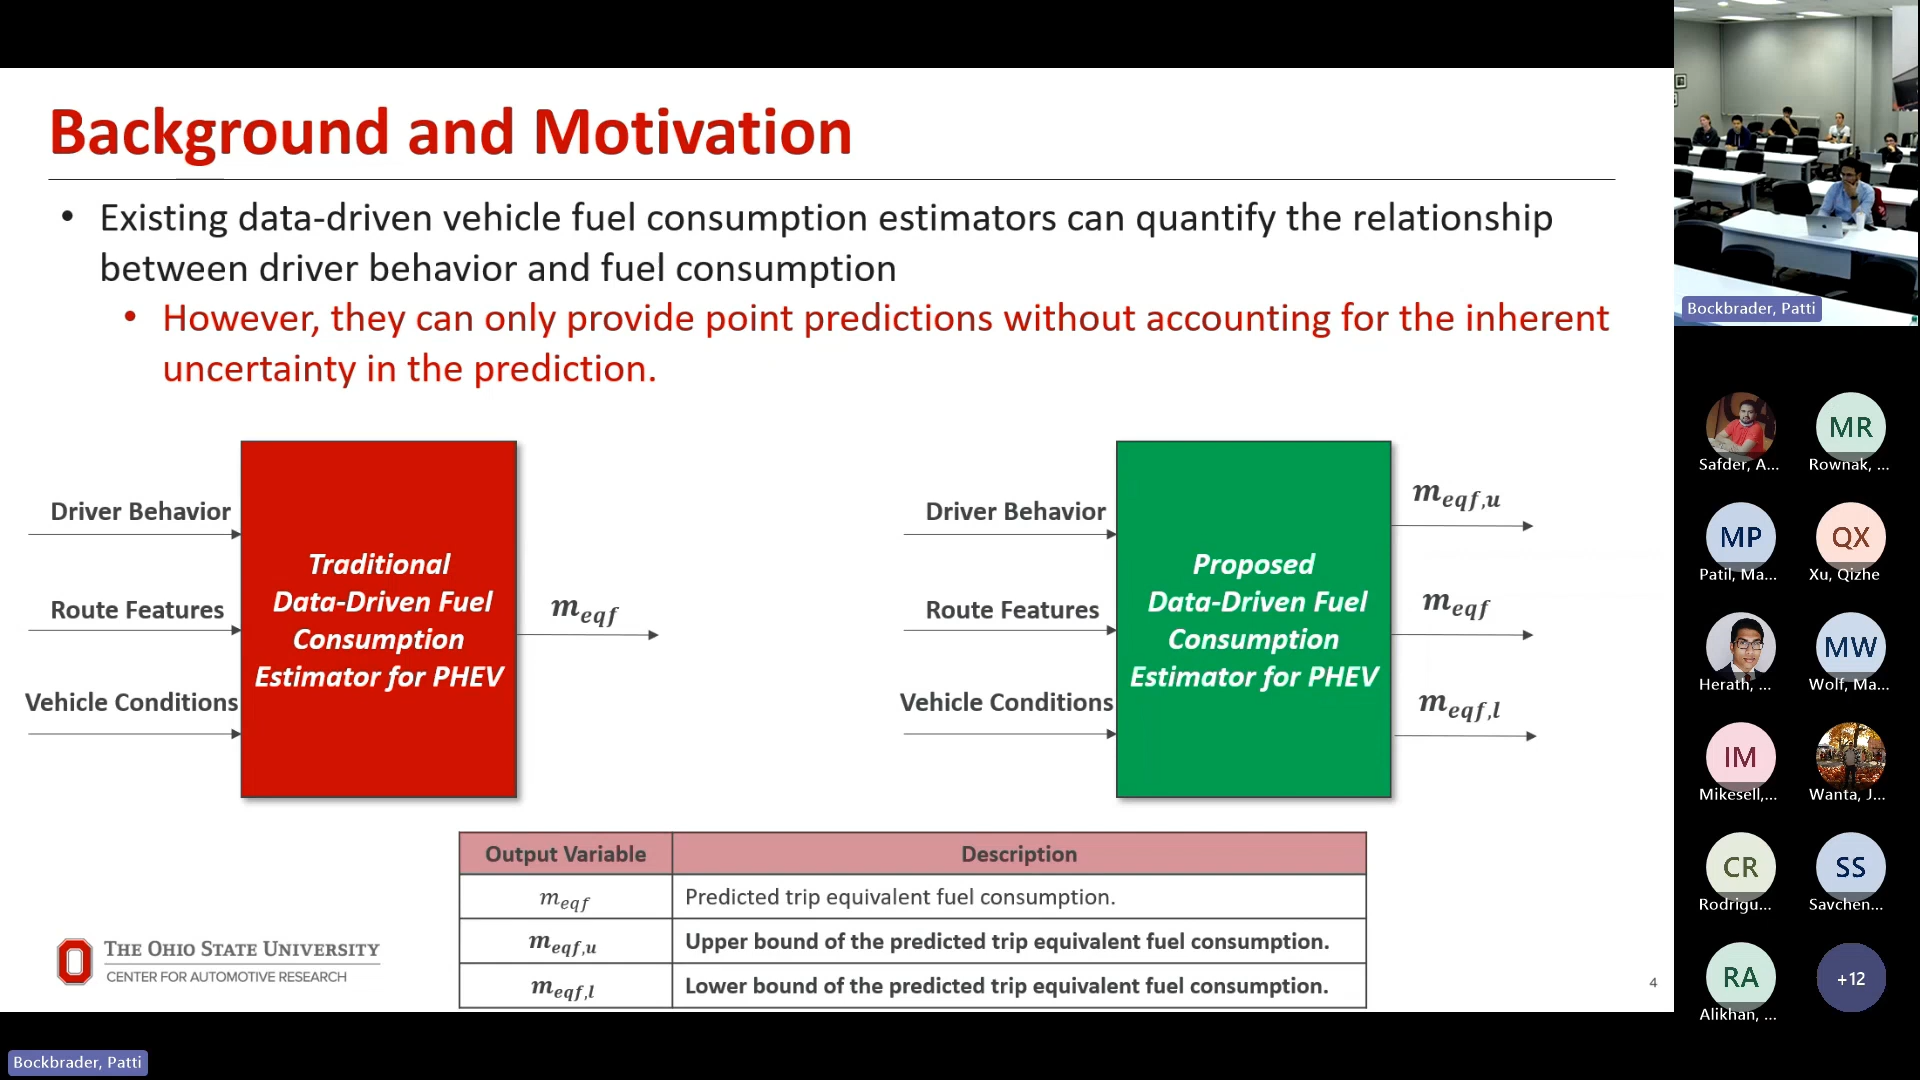 Background and Motivation
• Existing data-driven vehicle fuel consumption estimators can quantify the relationship
between driver behavior and fuel consumption
• However, they can only provide point predictions without accounting for the inherent
uncertainty in the prediction.
Driver Behavior
Route Features
Vehicle Conditions
Traditional
Data-Driven Fuel
Consumption
Estimator for PHEV
m_eqf
Driver Behavior
Route Features
Vehicle Conditions
Proposed
Data-Driven Fuel
Consumption
Estimator for PHEV
m_eqf,u
m_eqf
m_eqf,l
Output Variable Description
m_eqf Predicted trip equivalent fuel consumption.
m_eqf,u Upper bound of the predicted trip equivalent fuel consumption.
m_eqf,l Lower bound of the predicted trip equivalent fuel consumption.
THE OHIO STATE UNIVERSITY
CENTER FOR AUTOMOTIVE RESEARCH
4
Bockbrader, Patti
Bockbrader, Patti
Safder, A...
MR
Rownak, ...
MP
Patil, Ma...
QX
Xu, Qizhe
Herath, ...
MW
Wolf, Ma...
IM
Mikesell,...
Wanta, J...
CR
Rodrigu...
SS
Savchen...
RA
Alikhan, ...
+12